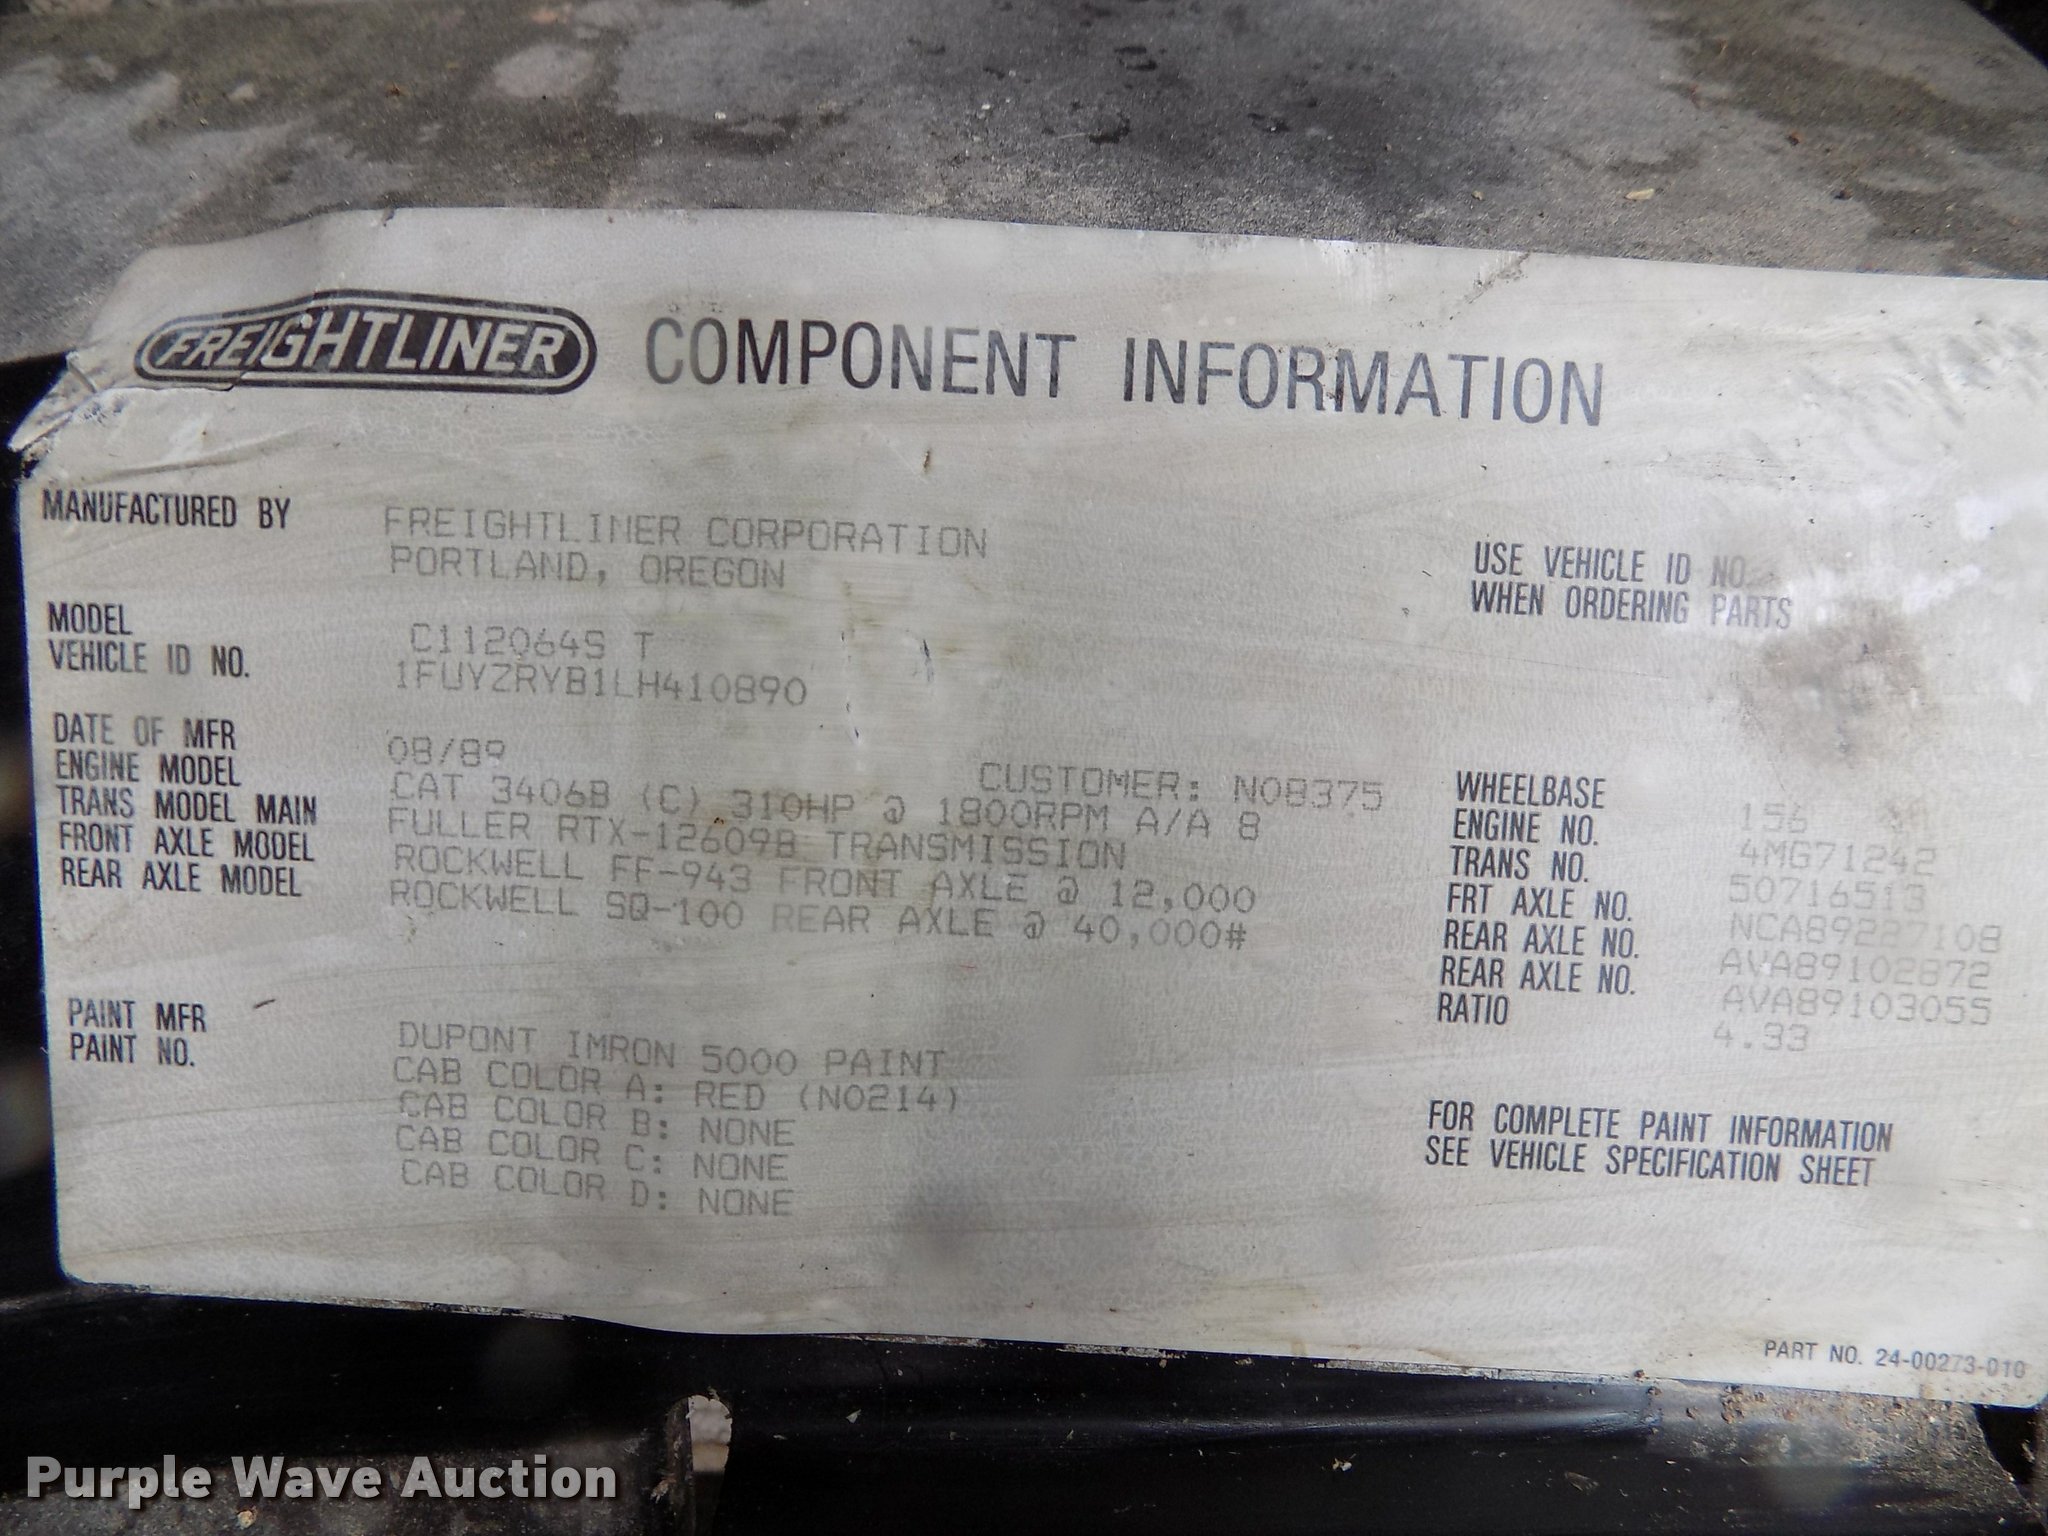 FREIGHTLINER COMPONENT INFORMATION
MANUFACTURED BY FREIGHTLINER CORPORATION
PORTLAND, OREGON
USE VEHICLE ID NO.
WHEN ORDERING PARTS
MODEL C112064S T
VEHICLE ID NO. 1FUYZRYB1LH410890
DATE OF MFR 08/89
CUSTOMER: N08375
ENGINE MODEL CAT 3406B (C) 310HP @ 1800RPM A/A 8
TRANS MODEL MAIN FULLER RTX-12609B TRANSMISSION
FRONT AXLE MODEL ROCKWELL FF-943 FRONT AXLE @ 12,000
REAR AXLE MODEL ROCKWELL SQ-100 REAR AXLE @ 40,000#
WHEELBASE 156
ENGINE NO. 4MG71242
TRANS NO. 50716513
FRT AXLE NO.
REAR AXLE NO. AVA89102872
REAR AXLE NO. AVA89103055
RATIO 4.33
PAINT MFR DUPONT IMRON 5000 PAINT
PAINT NO. CAB COLOR A: RED (N0214)
CAB COLOR B: NONE
CAB COLOR C: NONE
CAB COLOR D: NONE
FOR COMPLETE PAINT INFORMATION
SEE VEHICLE SPECIFICATION SHEET
PART NO. 24-00273-010
Purple Wave Auction